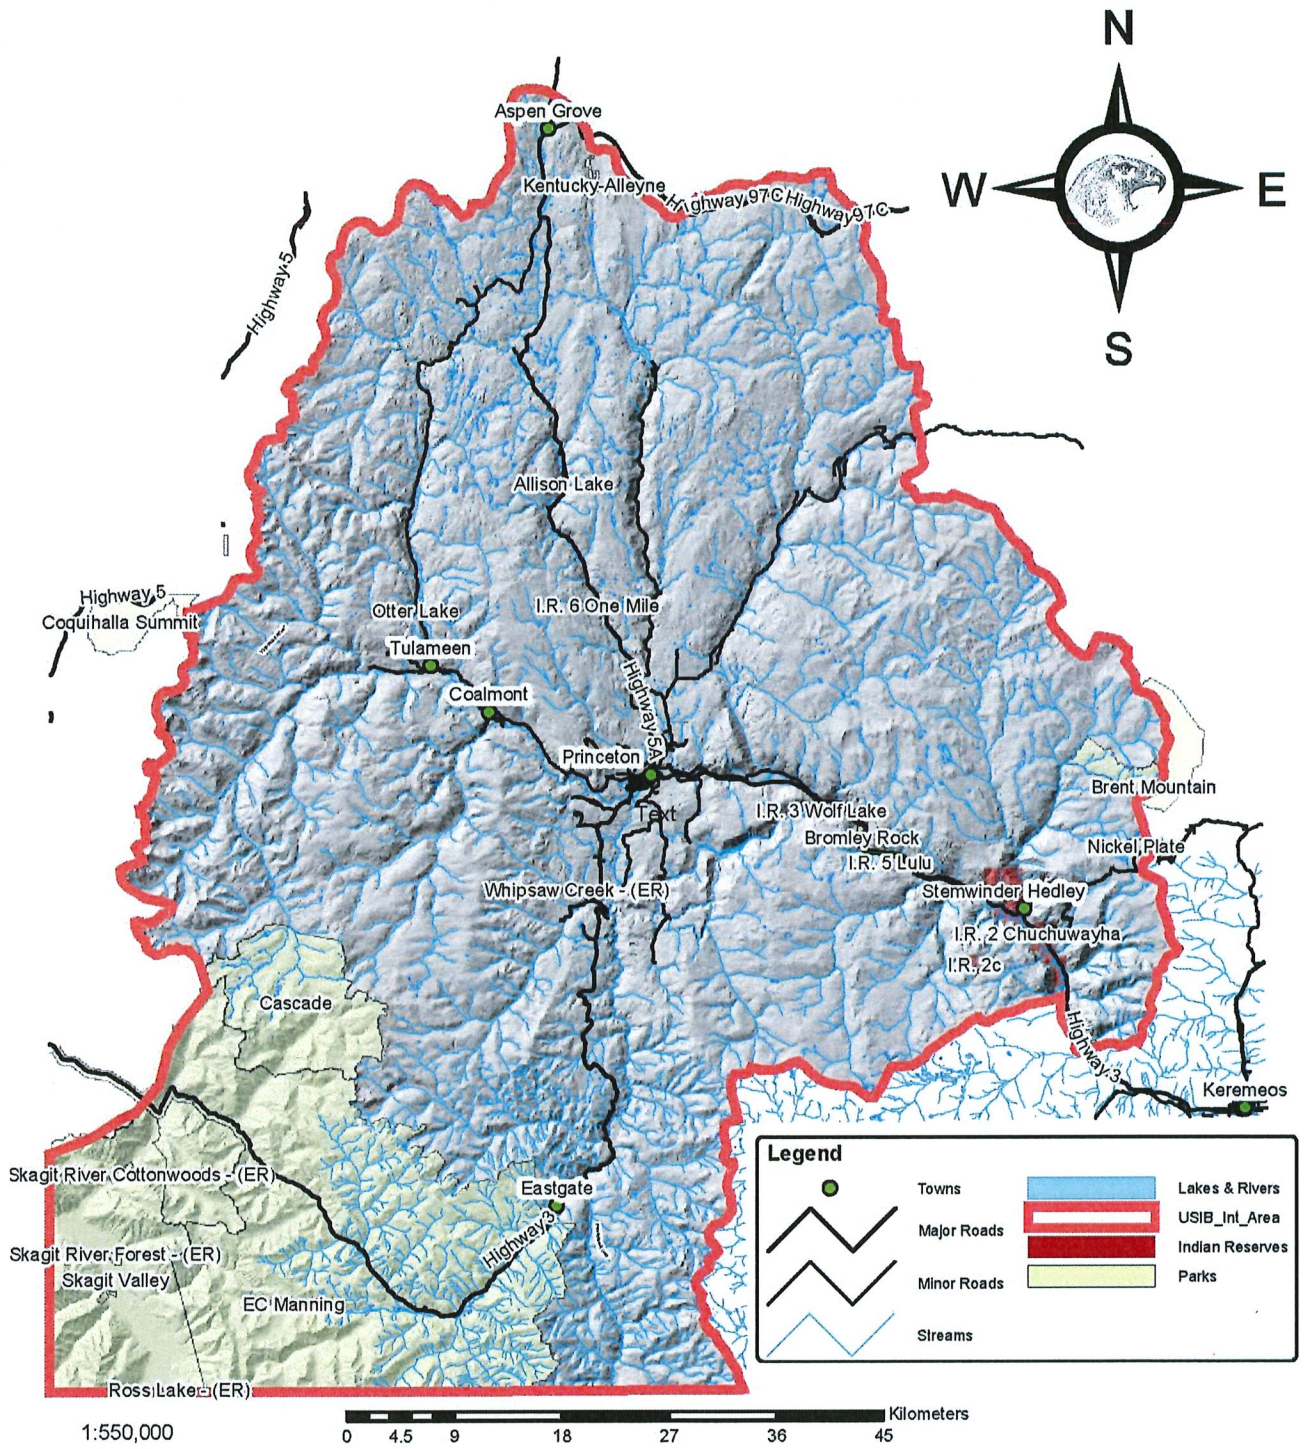 N
Aspen Grove
Kentucky-Alleyne
Highway 97C Highway 97C
W
E
Highway 5
S
Allison Lake
i
Highway 5
Coquihalla Summit
Otter Lake
I.R. 6 One Mile
Tulameen
Coalmont
Highway 5A
Princeton
Text
I.R. 3 Wolf Lake
Brent Mountain
Bromley Rock
Nickel Plate
I.R. 5 Lulu
Whipsaw Creek - (ER)
Stemwinder Hedley
I.R. 2 Chuchuwayha
I.R. 2c
Cascade
Highway 3
Keremeos
Skagit River Cottonwoods - (ER)
Eastgate
Highway 3
Skagit River Forest - (ER)
Skagit Valley
EC Manning
Ross Lake - (ER)
Legend
Towns
Major Roads
Minor Roads
Streams
Lakes & Rivers
USIB_Int_Area
Indian Reserves
Parks
1:550,000
Kilometers
0 4.5 9 18 27 36 45